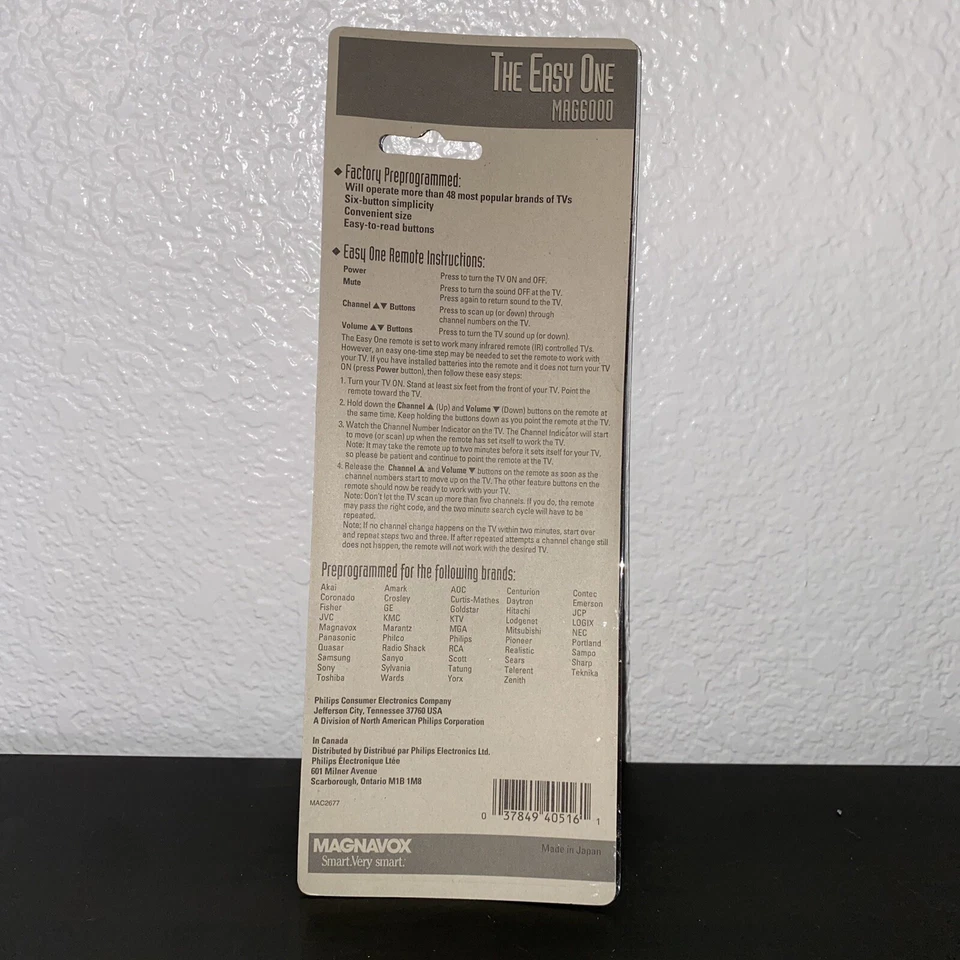 THE EASY ONE
MAG6000
◆ Factory Preprogrammed:
Will operate more than 48 most popular brands of TVs
Six-button simplicity
Convenient size
Easy-to-read buttons
◆ Easy One Remote Instructions:
Power Press to turn the TV ON and OFF.
Mute Press to turn the sound OFF at the TV.
Press again to return sound to the TV.
Channel ▲▼ Buttons Press to scan up (or down) through
channel numbers on the TV.
Volume ▲▼ Buttons Press to turn the TV sound up (or down).
The Easy One remote is set to work many infrared remote (IR) controlled TVs.
However, an easy one-time step may be needed to set the remote to work with
your TV. If you have installed batteries into the remote and it does not turn your TV
ON (press Power button), then follow these easy steps:
1. Turn your TV ON. Stand at least six feet from the front of your TV. Point the
remote toward the TV.
2. Hold down the Channel ▲ (Up) and Volume ▼ (Down) buttons on the remote at
the same time. Keep holding the buttons down as you point the remote at the TV.
3. Watch the Channel Number Indicator on the TV. The Channel Indicator will start
to move (or scan) up when the remote has set itself to work the TV.
Note: It may take the remote up to two minutes before it sets itself for your TV,
so please be patient and continue to point the remote at the TV.
4. Release the Channel ▲ and Volume ▼ buttons on the remote as soon as the
channel numbers start to move up on the TV. The other feature buttons on the
remote should now be ready to work with your TV.
Note: Don't let the TV scan up more than five channels. If you do, the remote
may pass the right code, and the two minute search cycle will have to be
repeated.
Note: If no channel change happens on the TV within two minutes, start over
and repeat steps two and three. If after repeated attempts a channel change still
does not happen, the remote will not work with the desired TV.
Preprogrammed for the following brands:
Akai Amark AOC Centurion Contec
Coronado Crosley Curtis-Mathes Daytron Emerson
Fisher GE Goldstar Hitachi JCP
JVC KMC KTV Lodgenet LOGIX
Magnavox Marantz MGA Mitsubishi NEC
Panasonic Philco Philips Pioneer Portland
Quasar Radio Shack RCA Realistic Sampo
Samsung Sanyo Scott Sears Sharp
Sony Sylvania Tatung Telerent Teknika
Toshiba Wards Yorx Zenith
Philips Consumer Electronics Company
Jefferson City, Tennessee 37760 USA
A Division of North American Philips Corporation
In Canada
Distributed by Distribué par Philips Electronics Ltd.
Philips Électronique Ltée
601 Milner Avenue
Scarborough, Ontario M1B 1M8
MAC2677
0 37849 40516 1
MAGNAVOX
Smart. Very smart.
Made in Japan